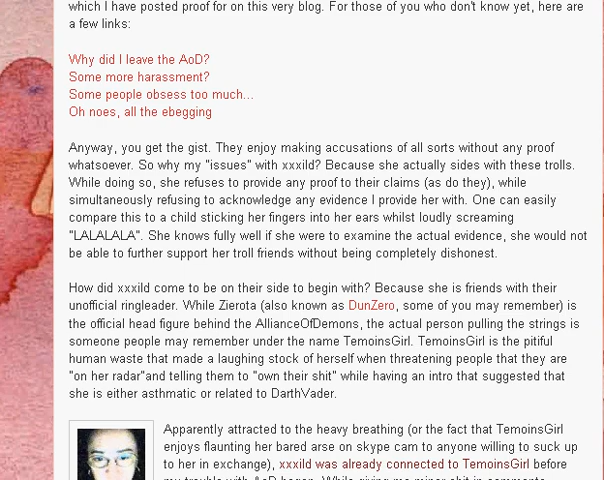 which I have posted proof for on this very blog. For those of you who don't know yet, here are
a few links:
Why did I leave the AoD?
Some more harassment?
Some people obsess too much...
Oh noes, all the ebegging
Anyway, you get the gist. They enjoy making accusations of all sorts without any proof
whatsoever. So why my "issues" with xxxild? Because she actually sides with these trolls.
While doing so, she refuses to provide any proof to their claims (as do they), while
simultaneously refusing to acknowledge any evidence I provide her with. One can easily
compare this to a child sticking her fingers into her ears whilst loudly screaming
"LALALALA". She knows fully well if she were to examine the actual evidence, she would not
be able to further support her troll friends without being completely dishonest.
How did xxxild come to be on their side to begin with? Because she is friends with their
unofficial ringleader. While Zierota (also known as DunZero, some of you may remember) is
the official head figure behind the AllianceOfDemons, the actual person pulling the strings is
someone people may remember under the name TemoinsGirl. TemoinsGirl is the pitiful
human waste that made a laughing stock of herself when threatening people that they are
"on her radar"and telling them to "own their shit" while having an intro that suggested that
she is either asthmatic or related to DarthVader.
Apparently attracted to the heavy breathing (or the fact that TemoinsGirl
enjoys flaunting her bared arse on skype cam to anyone willing to suck up
to her in exchange), xxxild was already connected to TemoinsGirl before
my trouble with AoD began. While giving me minor shit in comments